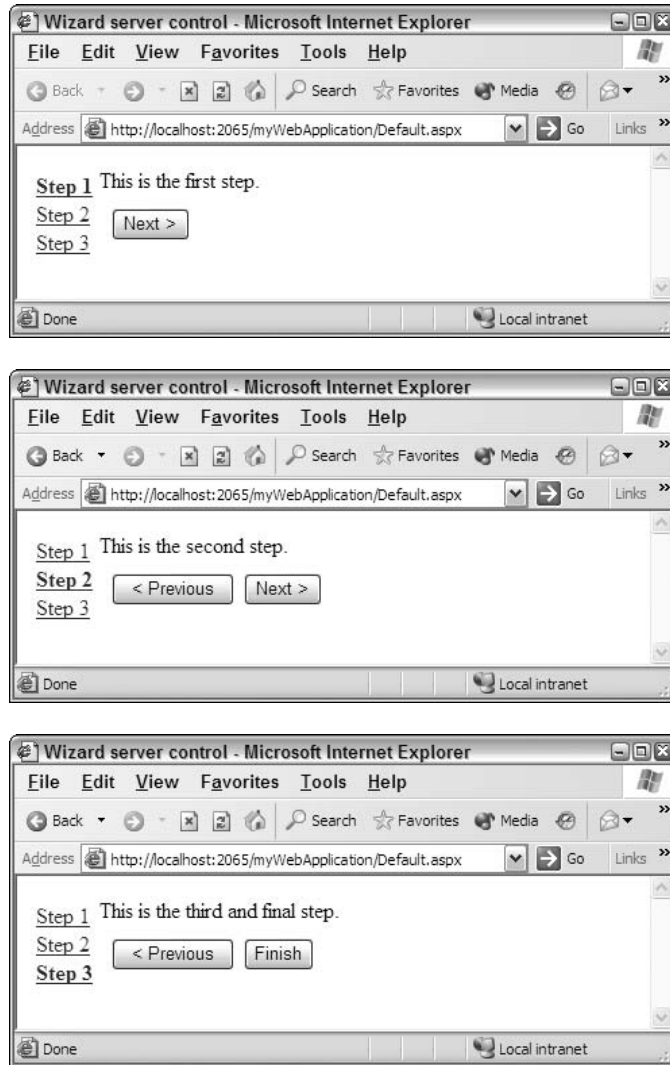 Wizard server control - Microsoft Internet Explorer
File Edit View Favorites Tools Help
Back Search Favorites Media »
Address http://localhost:2065/myWebApplication/Default.aspx Go Links »
Step 1 This is the first step.
Step 2
Next >
Step 3
Done Local intranet
Wizard server control - Microsoft Internet Explorer
File Edit View Favorites Tools Help
Back Search Favorites Media »
Address http://localhost:2065/myWebApplication/Default.aspx Go Links »
Step 1 This is the second step.
Step 2
< Previous Next >
Step 3
Done Local intranet
Wizard server control - Microsoft Internet Explorer
File Edit View Favorites Tools Help
Back Search Favorites Media »
Address http://localhost:2065/myWebApplication/Default.aspx Go Links »
Step 1 This is the third and final step.
Step 2
< Previous Finish
Step 3
Done Local intranet